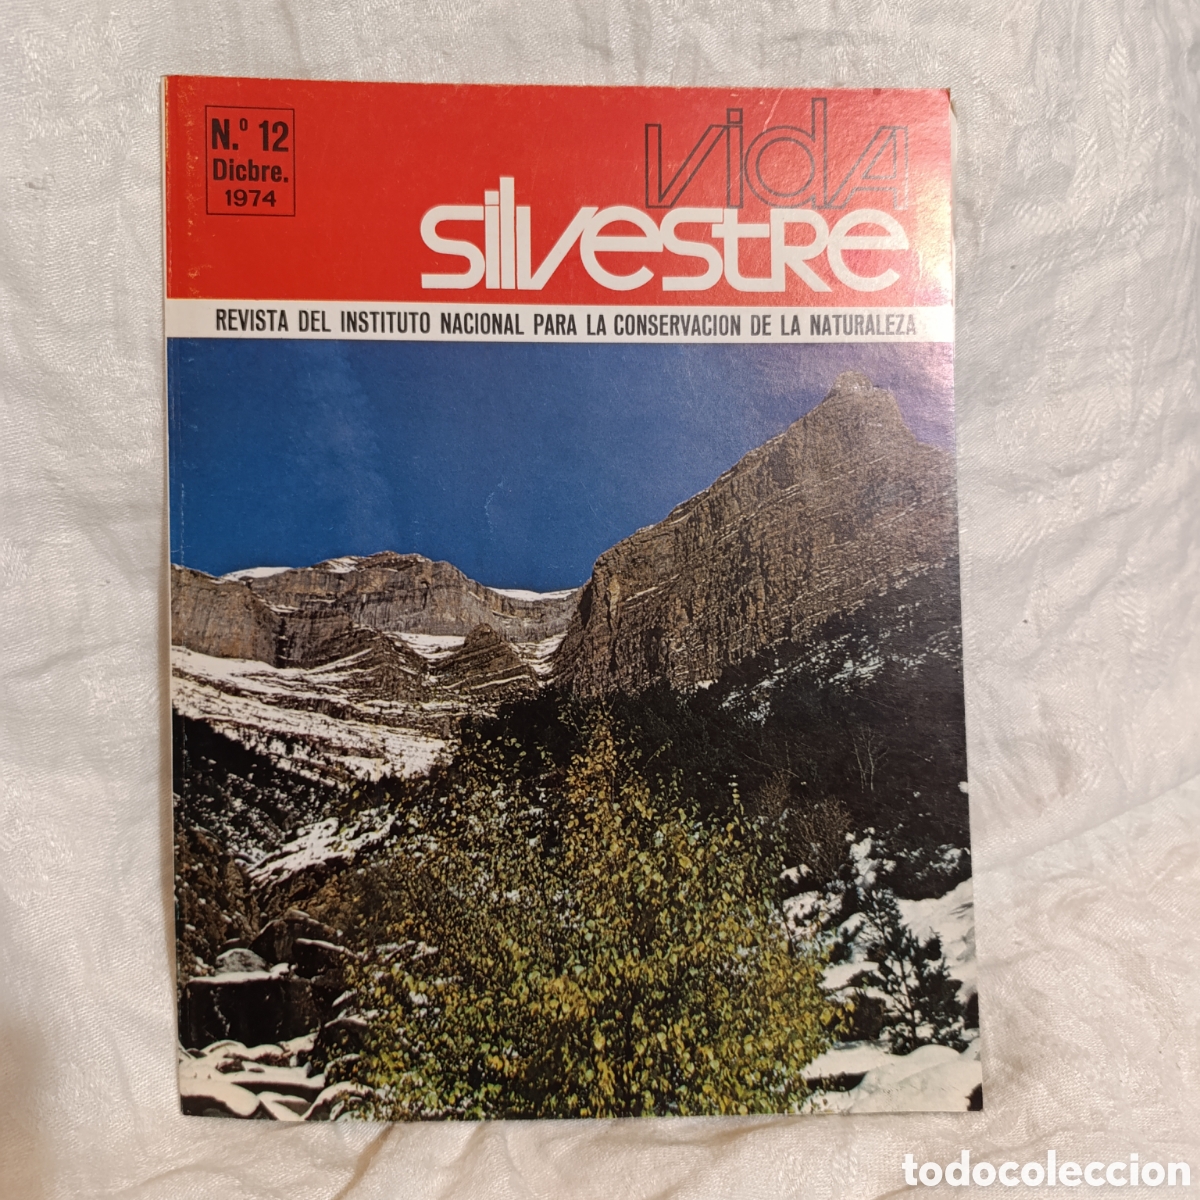 N.º 12
Dicbre.
1974
vidA
silvestRe
REVISTA DEL INSTITUTO NACIONAL PARA LA CONSERVACION DE LA NATURALEZA
todocoleccion